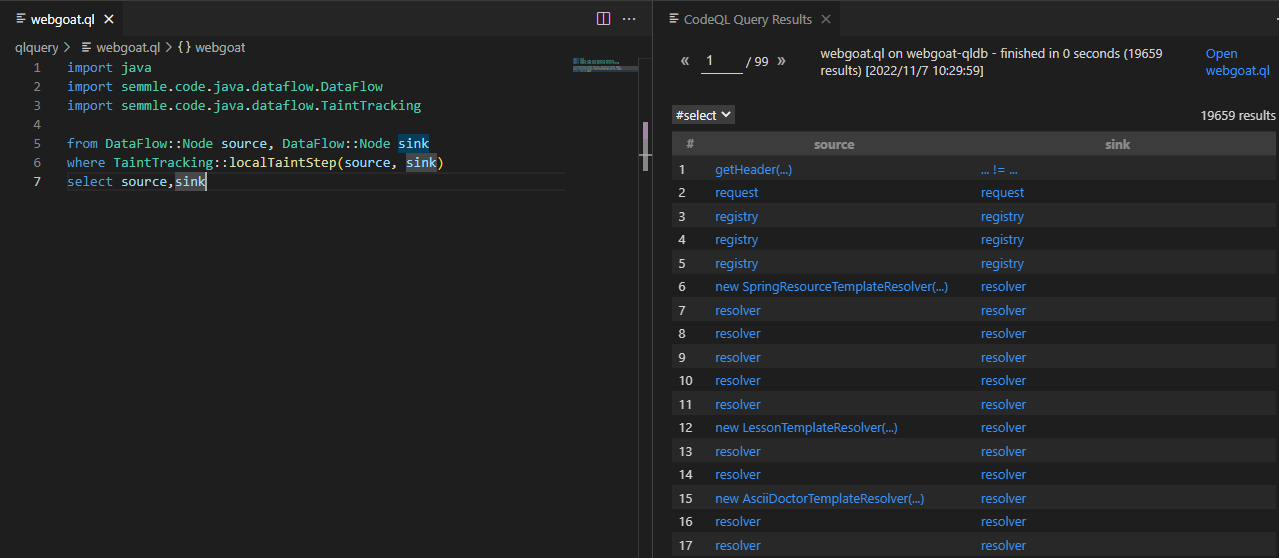 webgoat.ql
qlquery > webgoat.ql > {} webgoat
1 import java
2 import semmle.code.java.dataflow.DataFlow
3 import semmle.code.java.dataflow.TaintTracking
4
5 from DataFlow::Node source, DataFlow::Node sink
6 where TaintTracking::localTaintStep(source, sink)
7 select source,sink
CodeQL Query Results
« 1 / 99 »
webgoat.ql on webgoat-qldb - finished in 0 seconds (19659
results) [2022/11/7 10:29:59]
Open
webgoat.ql
#select 19659 results
# source sink
1 getHeader(...) ... != ...
2 request request
3 registry registry
4 registry registry
5 registry registry
6 new SpringResourceTemplateResolver(...) resolver
7 resolver resolver
8 resolver resolver
9 resolver resolver
10 resolver resolver
11 resolver resolver
12 new LessonTemplateResolver(...) resolver
13 resolver resolver
14 resolver resolver
15 new AsciiDoctorTemplateResolver(...) resolver
16 resolver resolver
17 resolver resolver